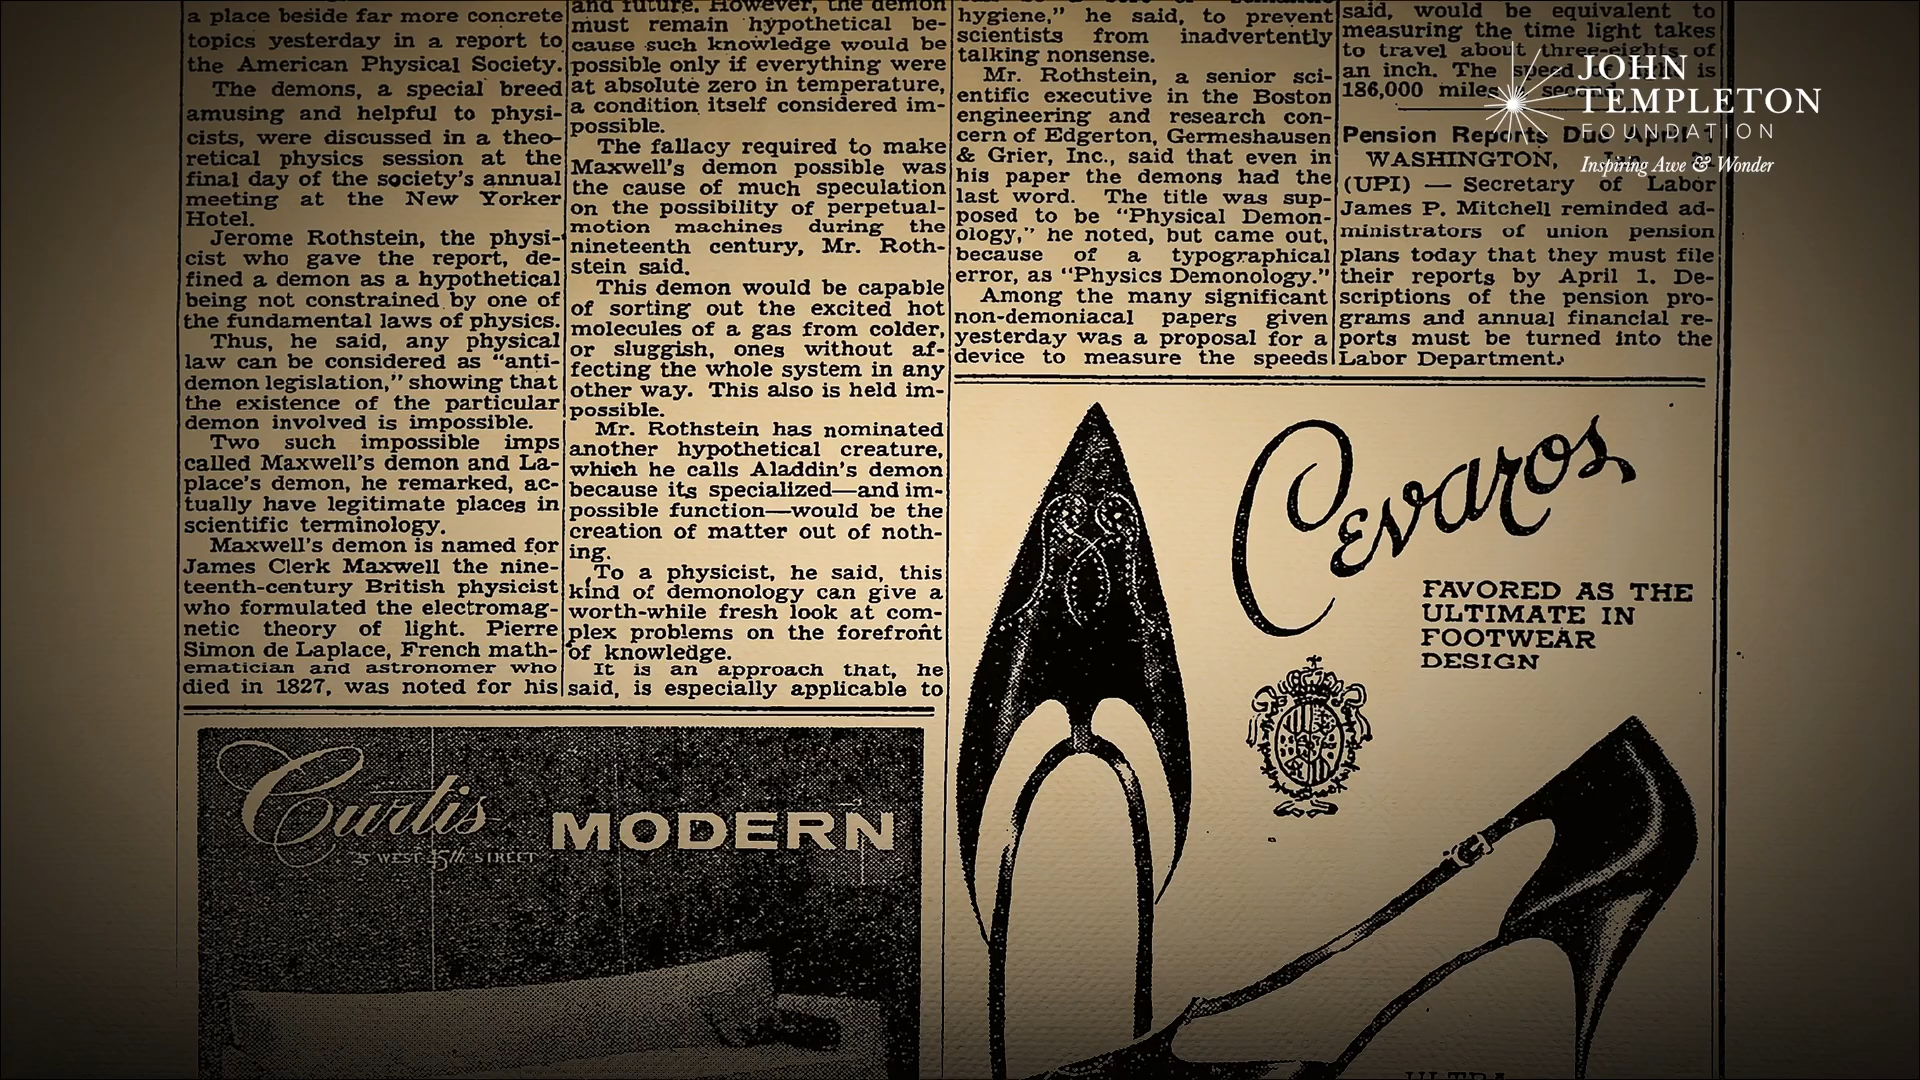 a place beside far more concrete
topics yesterday in a report to
the American Physical Society.
The demons, a special breed
amusing and helpful to physi-
cists, were discussed in a theo-
retical physics session at the
final day of the society's annual
meeting at the New Yorker
Hotel.
Jerome Rothstein, the physi-
cist who gave the report, de-
fined a demon as a hypothetical
being not constrained by one of
the fundamental laws of physics.
Thus, he said, any physical
law can be considered as "anti-
demon legislation," showing that
the existence of the particular
demon involved is impossible.
Two such impossible imps
called Maxwell's demon and La-
place's demon, he remarked, ac-
tually have legitimate places in
scientific terminology.
Maxwell's demon is named for
James Clerk Maxwell the nine-
teenth-century British physicist
who formulated the electromag-
netic theory of light. Pierre
Simon de Laplace, French math-
ematician and astronomer who
died in 1827, was noted for his
and future. However, the demon
must remain hypothetical be-
cause such knowledge would be
possible only if everything were
at absolute zero in temperature,
a condition itself considered im-
possible.
The fallacy required to make
Maxwell's demon possible was
the cause of much speculation
on the possibility of perpetual-
motion machines during the
nineteenth century, Mr. Roth-
stein said.
This demon would be capable
of sorting out the excited hot
molecules of a gas from colder,
or sluggish, ones without af-
fecting the whole system in any
other way. This also is held im-
possible.
Mr. Rothstein has nominated
another hypothetical creature,
which he calls Aladdin's demon
because its specialized—and im-
possible function—would be the
creation of matter out of noth-
ing.
To a physicist, he said, this
kind of demonology can give a
worth-while fresh look at com-
plex problems on the forefront
of knowledge.
It is an approach that, he
said, is especially applicable to
hygiene," he said, to prevent
scientists from inadvertently
talking nonsense.
Mr. Rothstein, a senior sci-
entific executive in the Boston
engineering and research con-
cern of Edgerton, Germeshausen
& Grier, Inc., said that even in
his paper the demons had the
last word. The title was sup-
posed to be "Physical Demon-
ology," he noted, but came out,
because of a typographical
error, as "Physics Demonology."
Among the many significant
non-demoniacal papers given
yesterday was a proposal for a
device to measure the speeds
said, would be equivalent to
measuring the time light takes
to travel about three-eights of
an inch. The speed of light is
186,000 miles a second.
Pension Reports Due April 1
WASHINGTON,
(UPI) — Secretary of Labor
James P. Mitchell reminded ad-
ministrators of union pension
plans today that they must file
their reports by April 1. De-
scriptions of the pension pro-
grams and annual financial re-
ports must be turned into the
Labor Department.
JOHN
TEMPLETON
FOUNDATION
Inspiring Awe & Wonder
Cevaros
FAVORED AS THE
ULTIMATE IN
FOOTWEAR
DESIGN
Curtis MODERN
25 WEST 45th STREET